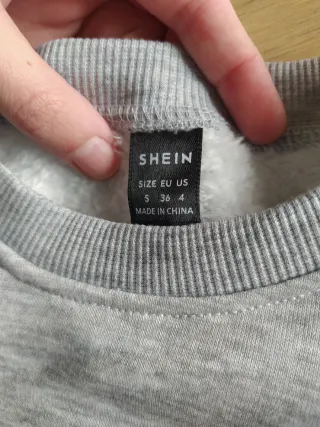 SHEIN
SIZE EU US
S 36 4
MADE IN CHINA